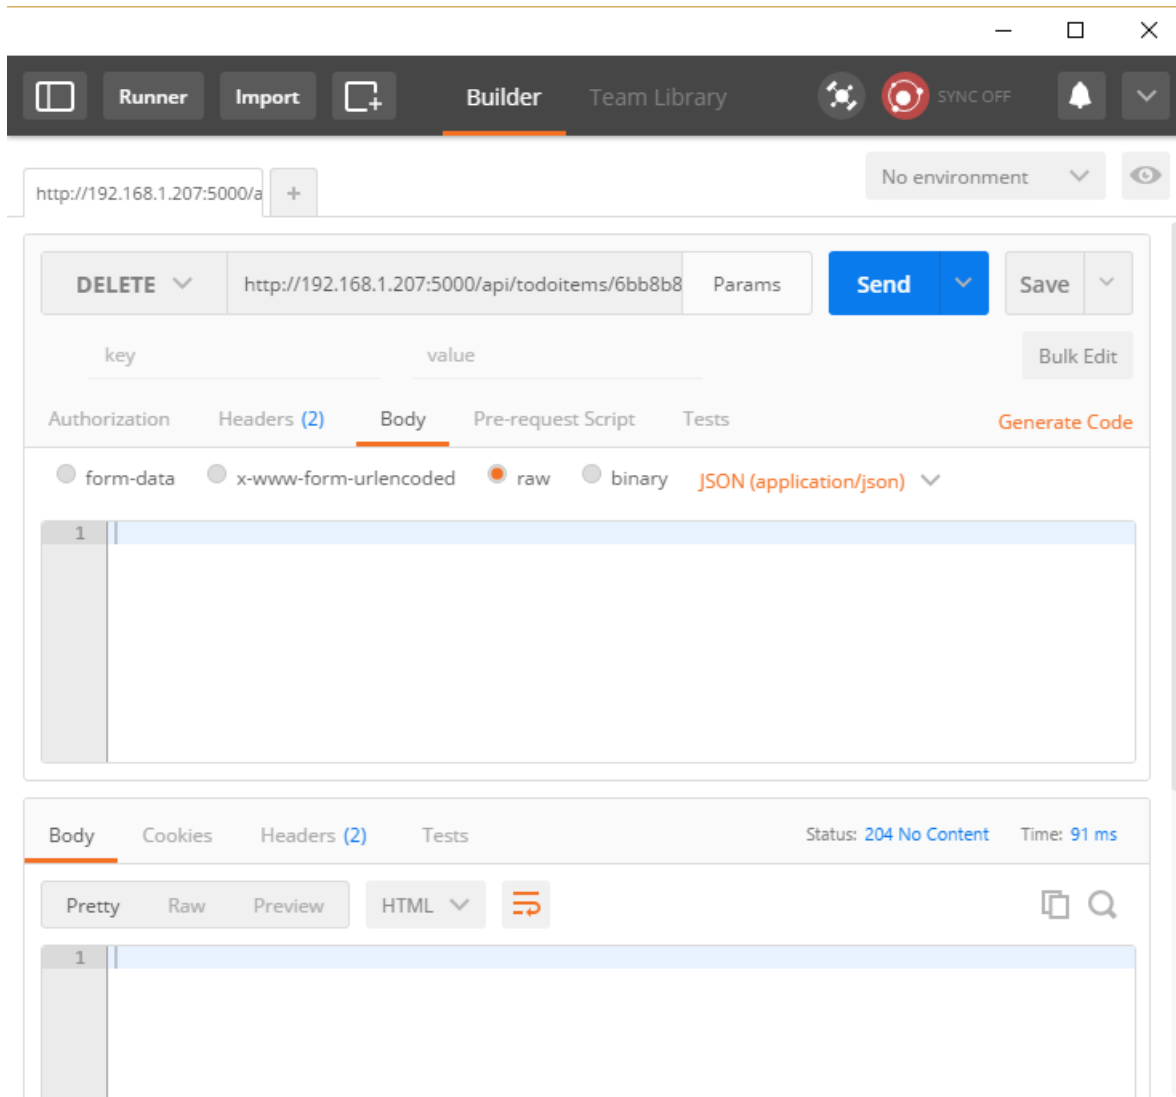 Runner Import Builder Team Library SYNC OFF
http://192.168.1.207:5000/a + No environment
DELETE http://192.168.1.207:5000/api/todoitems/6bb8b8 Params Send Save
key value Bulk Edit
Authorization Headers (2) Body Pre-request Script Tests Generate Code
form-data x-www-form-urlencoded raw binary JSON (application/json)
1
Body Cookies Headers (2) Tests Status: 204 No Content Time: 91 ms
Pretty Raw Preview HTML
1